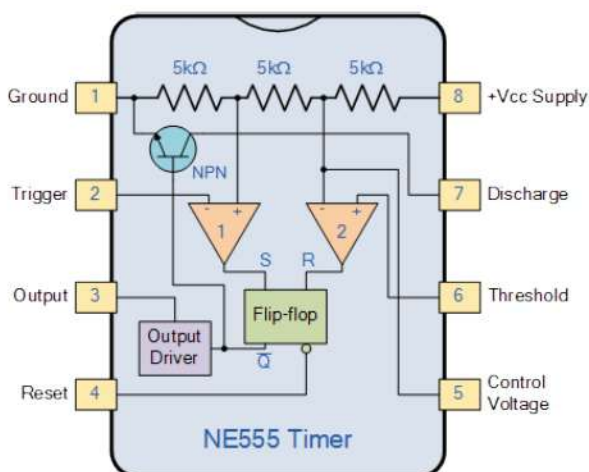 5kΩ 5kΩ 5kΩ
Ground 1 8 +Vcc Supply
NPN
Trigger 2 - + - + 7 Discharge
1 2
S R
Output 3 6 Threshold
Flip-flop
Output
Driver
Q̅
Reset 4 5 Control
Voltage
NE555 Timer